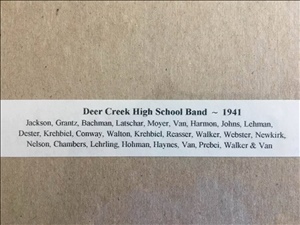 Deer Creek High School Band ~ 1941
Jackson, Grantz, Bachman, Latschar, Moyer, Van, Harmon, Johns, Lehman,
Dester, Krehbiel, Conway, Walton, Krehbiel, Reasser, Walker, Webster, Newkirk,
Nelson, Chambers, Lehrling, Hohman, Haynes, Van, Prebei, Walker & Van